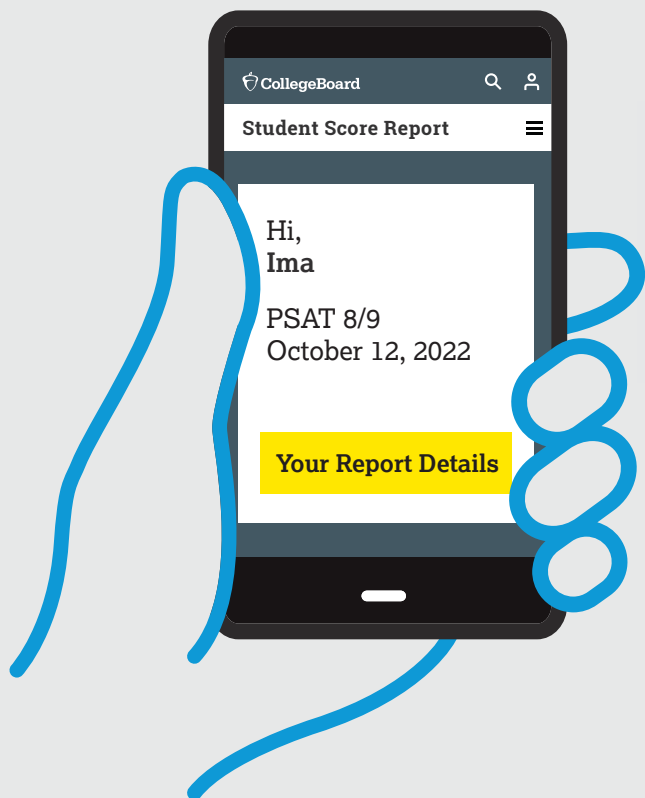 CollegeBoard
Student Score Report
Hi,
Ima
PSAT 8/9
October 12, 2022
Your Report Details